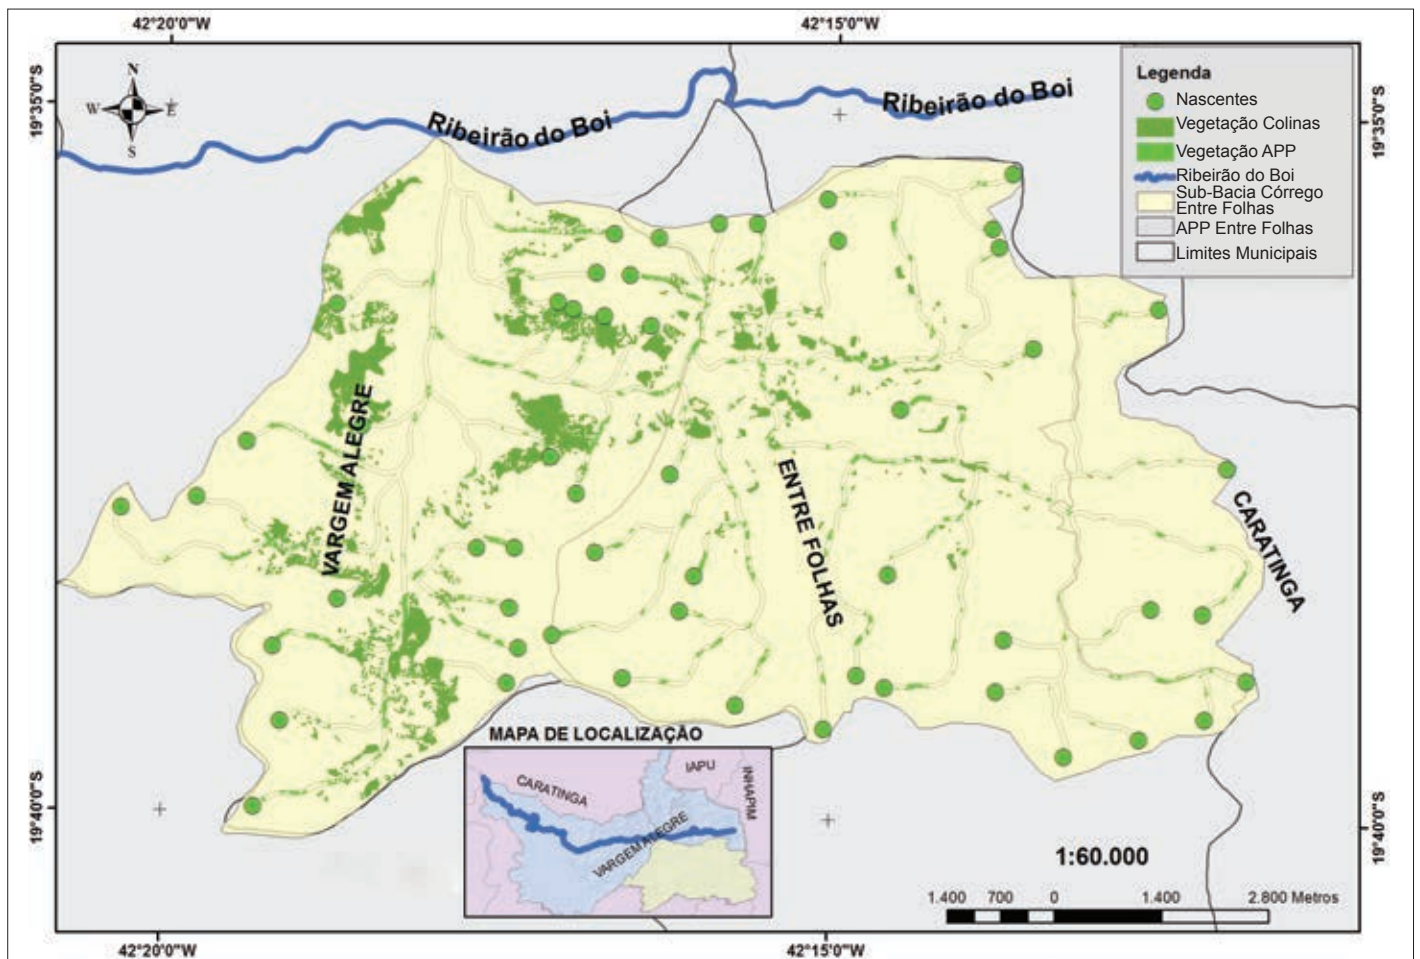 42°20'0"W
42°15'0"W
19°35'0"S
19°35'0"S
N
W
E
S
Ribeirão do Boi
Ribeirão do Boi
Legenda
Nascentes
Vegetação Colinas
Vegetação APP
Ribeirão do Boi
Sub-Bacia Córrego
Entre Folhas
APP Entre Folhas
Limites Municipais
VARGEM ALEGRE
ENTRE FOLHAS
CARATINGA
MAPA DE LOCALIZAÇÃO
CARATINGA
IAPU
INHAPIM
VARGEM ALEGRE
19°40'0"S
19°40'0"S
1:60.000
1.400 700 0 1.400 2.800 Metros
42°20'0"W
42°15'0"W